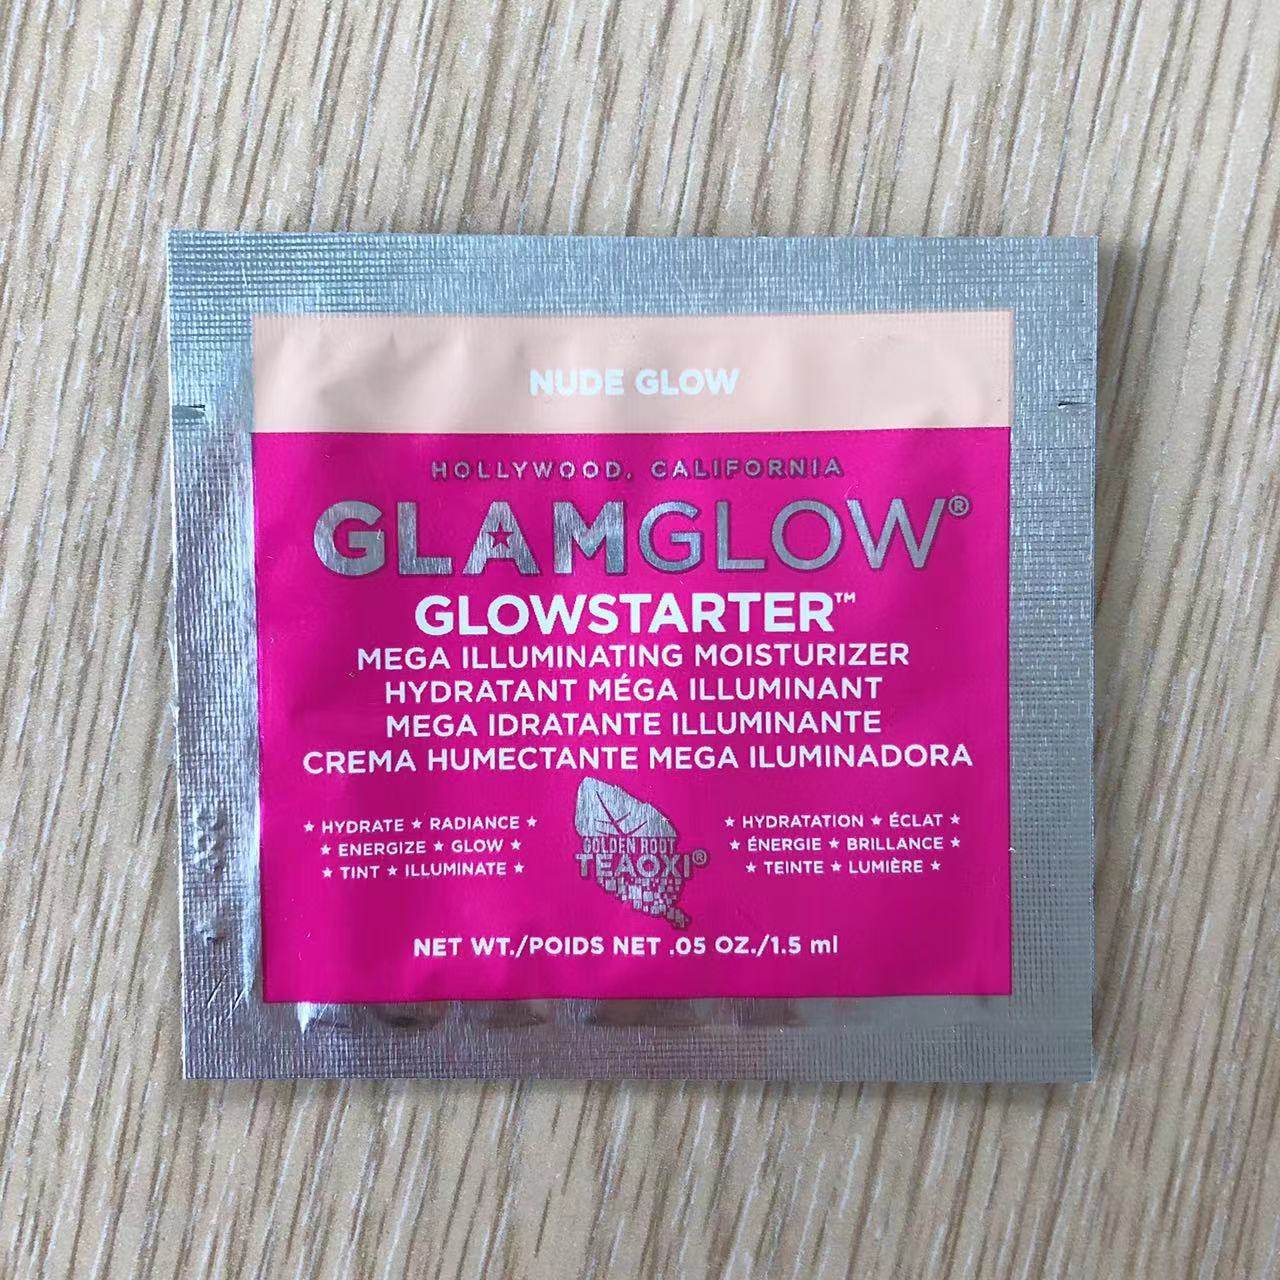 NUDE GLOW
HOLLYWOOD, CALIFORNIA
GLAMGLOW®
GLOWSTARTER™
MEGA ILLUMINATING MOISTURIZER
HYDRATANT MÉGA ILLUMINANT
MEGA IDRATANTE ILLUMINANTE
CREMA HUMECTANTE MEGA ILUMINADORA
★ HYDRATE ★ RADIANCE ★
★ ENERGIZE ★ GLOW ★
★ TINT ★ ILLUMINATE ★
GOLDEN ROOT
TEAOXI®
★ HYDRATATION ★ ÉCLAT ★
★ ÉNERGIE ★ BRILLANCE ★
★ TEINTE ★ LUMIÈRE ★
NET WT./POIDS NET .05 OZ./1.5 ml